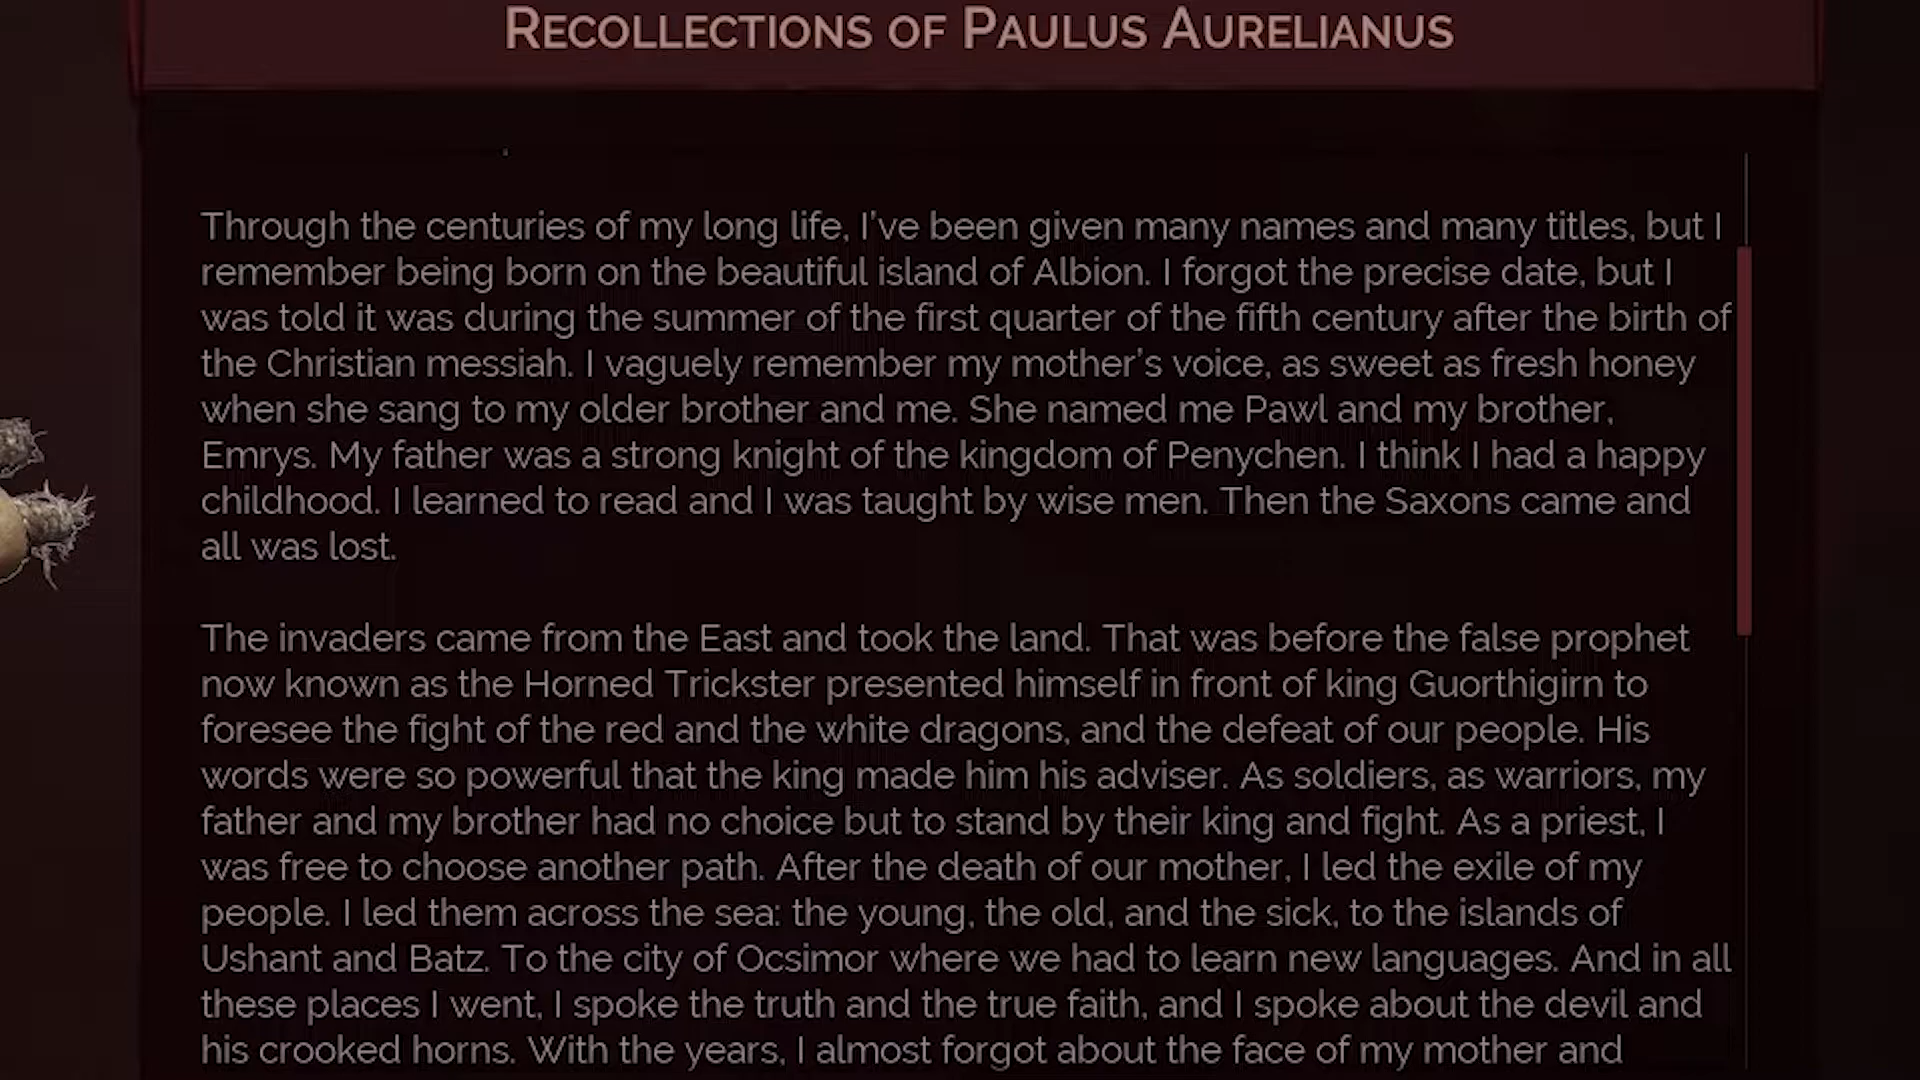 RECOLLECTIONS OF PAULUS AURELIANUS
Through the centuries of my long life, I've been given many names and many titles, but I
remember being born on the beautiful island of Albion. I forgot the precise date, but I
was told it was during the summer of the first quarter of the fifth century after the birth of
the Christian messiah. I vaguely remember my mother's voice, as sweet as fresh honey
when she sang to my older brother and me. She named me Pawl and my brother,
Emrys. My father was a strong knight of the kingdom of Penychen. I think I had a happy
childhood. I learned to read and I was taught by wise men. Then the Saxons came and
all was lost.
The invaders came from the East and took the land. That was before the false prophet
now known as the Horned Trickster presented himself in front of king Guorthigirn to
foresee the fight of the red and the white dragons, and the defeat of our people. His
words were so powerful that the king made him his adviser. As soldiers, as warriors, my
father and my brother had no choice but to stand by their king and fight. As a priest, I
was free to choose another path. After the death of our mother, I led the exile of my
people. I led them across the sea: the young, the old, and the sick, to the islands of
Ushant and Batz. To the city of Ocsimor where we had to learn new languages. And in all
these places I went, I spoke the truth and the true faith, and I spoke about the devil and
his crooked horns. With the years, I almost forgot about the face of my mother and